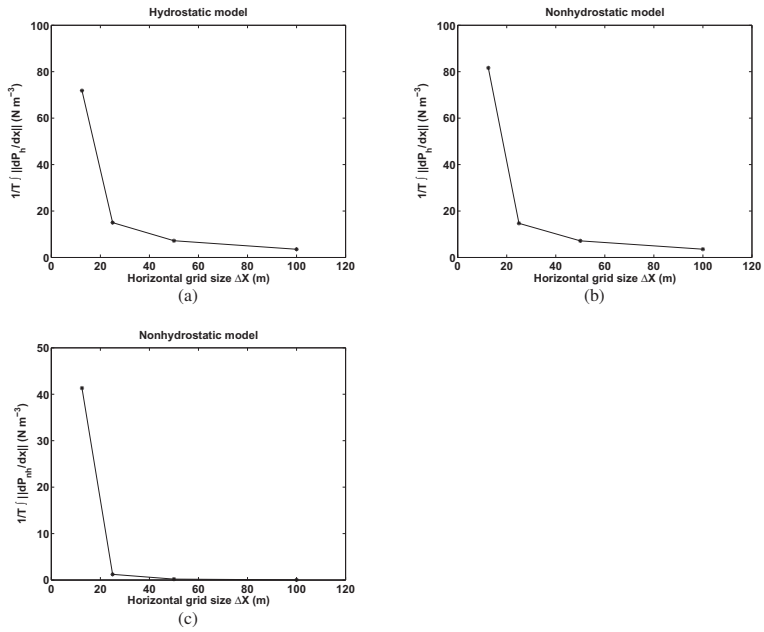 Hydrostatic model
100
80
60
40
20
0
1/T ∫ ||dP_h/dx|| (N m⁻³)
0 20 40 60 80 100 120
Horizontal grid size ΔX (m)
(a)
Nonhydrostatic model
100
80
60
40
20
0
1/T ∫ ||dP_h/dx|| (N m⁻³)
0 20 40 60 80 100 120
Horizontal grid size ΔX (m)
(b)
Nonhydrostatic model
50
40
30
20
10
0
1/T ∫ ||dP_nh/dx|| (N m⁻³)
0 20 40 60 80 100 120
Horizontal grid size ΔX (m)
(c)